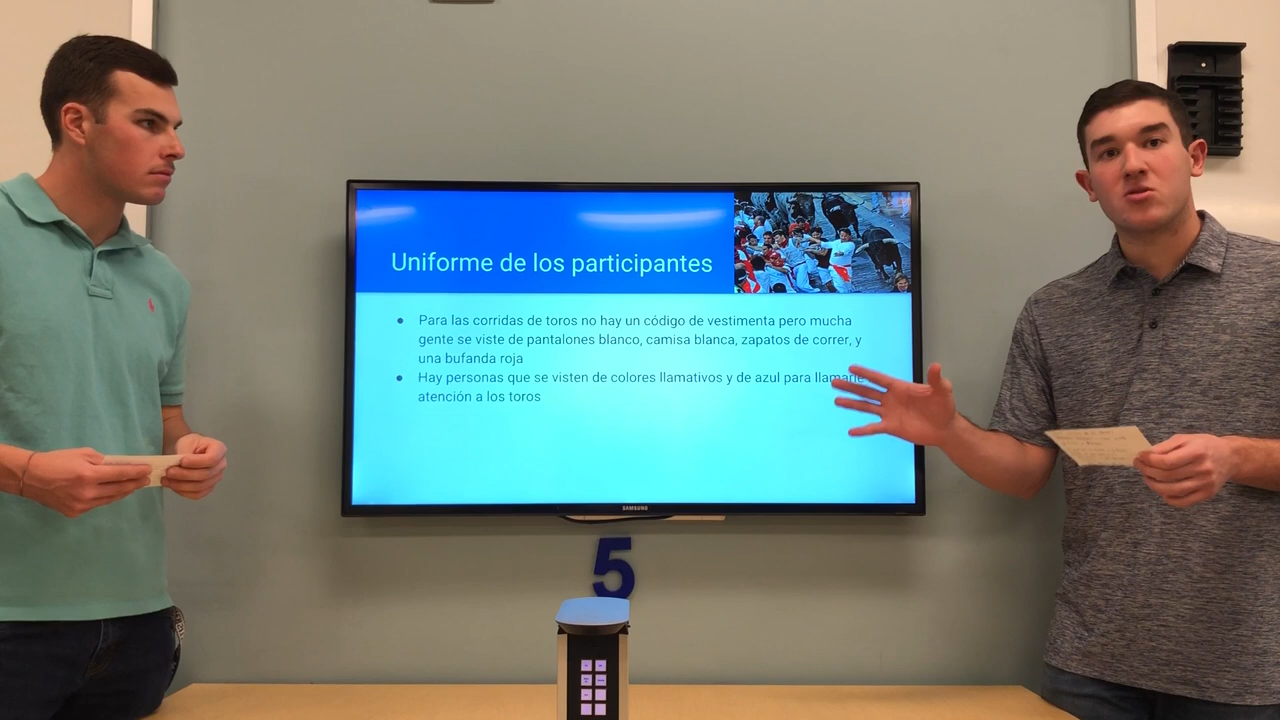 Uniforme de los participantes
Para las corridas de toros no hay un código de vestimenta pero mucha
gente se viste de pantalones blanco, camisa blanca, zapatos de correr, y
una bufanda roja
Hay personas que se visten de colores llamativos y de azul para llamarle
atención a los toros
SAMSUNG
5